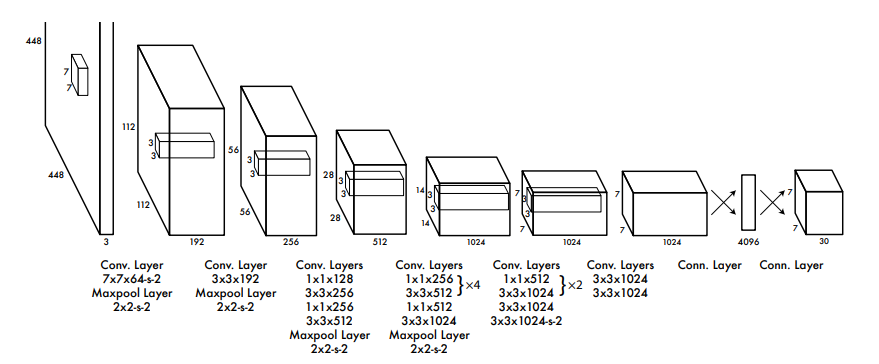 448
7
7
448
3
112
3
3
112
192
56
3
3
56
256
28
3
3
28
512
14
3
3
14
1024
7
3
3
7
1024
7
7
1024
4096
7
7
30
Conv. Layer
7x7x64-s-2
Maxpool Layer
2x2-s-2
Conv. Layer
3x3x192
Maxpool Layer
2x2-s-2
Conv. Layers
1x1x128
3x3x256
1x1x256
3x3x512
Maxpool Layer
2x2-s-2
Conv. Layers
1x1x256
3x3x512
}×4
1x1x512
3x3x1024
Maxpool Layer
2x2-s-2
Conv. Layers
1x1x512
3x3x1024
}×2
3x3x1024
3x3x1024-s-2
Conv. Layers
3x3x1024
3x3x1024
Conn. Layer
Conn. Layer